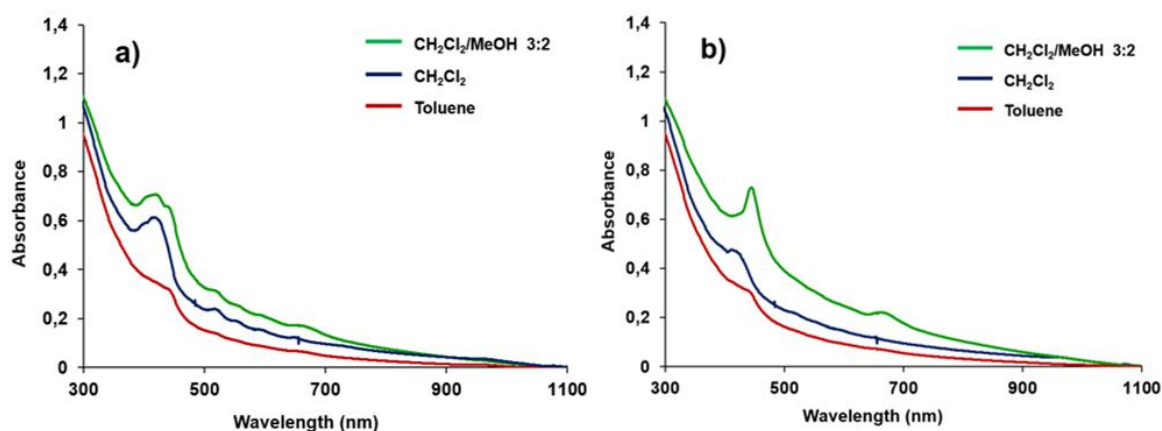 a)
CH₂Cl₂/MeOH 3:2
CH₂Cl₂
Toluene
1,4
1,2
1
0,8
0,6
0,4
0,2
0
Absorbance
300 500 700 900 1100
Wavelength (nm)
b)
CH₂Cl₂/MeOH 3:2
CH₂Cl₂
Toluene
1,4
1,2
1
0,8
0,6
0,4
0,2
0
Absorbance
300 500 700 900 1100
Wavelength (nm)